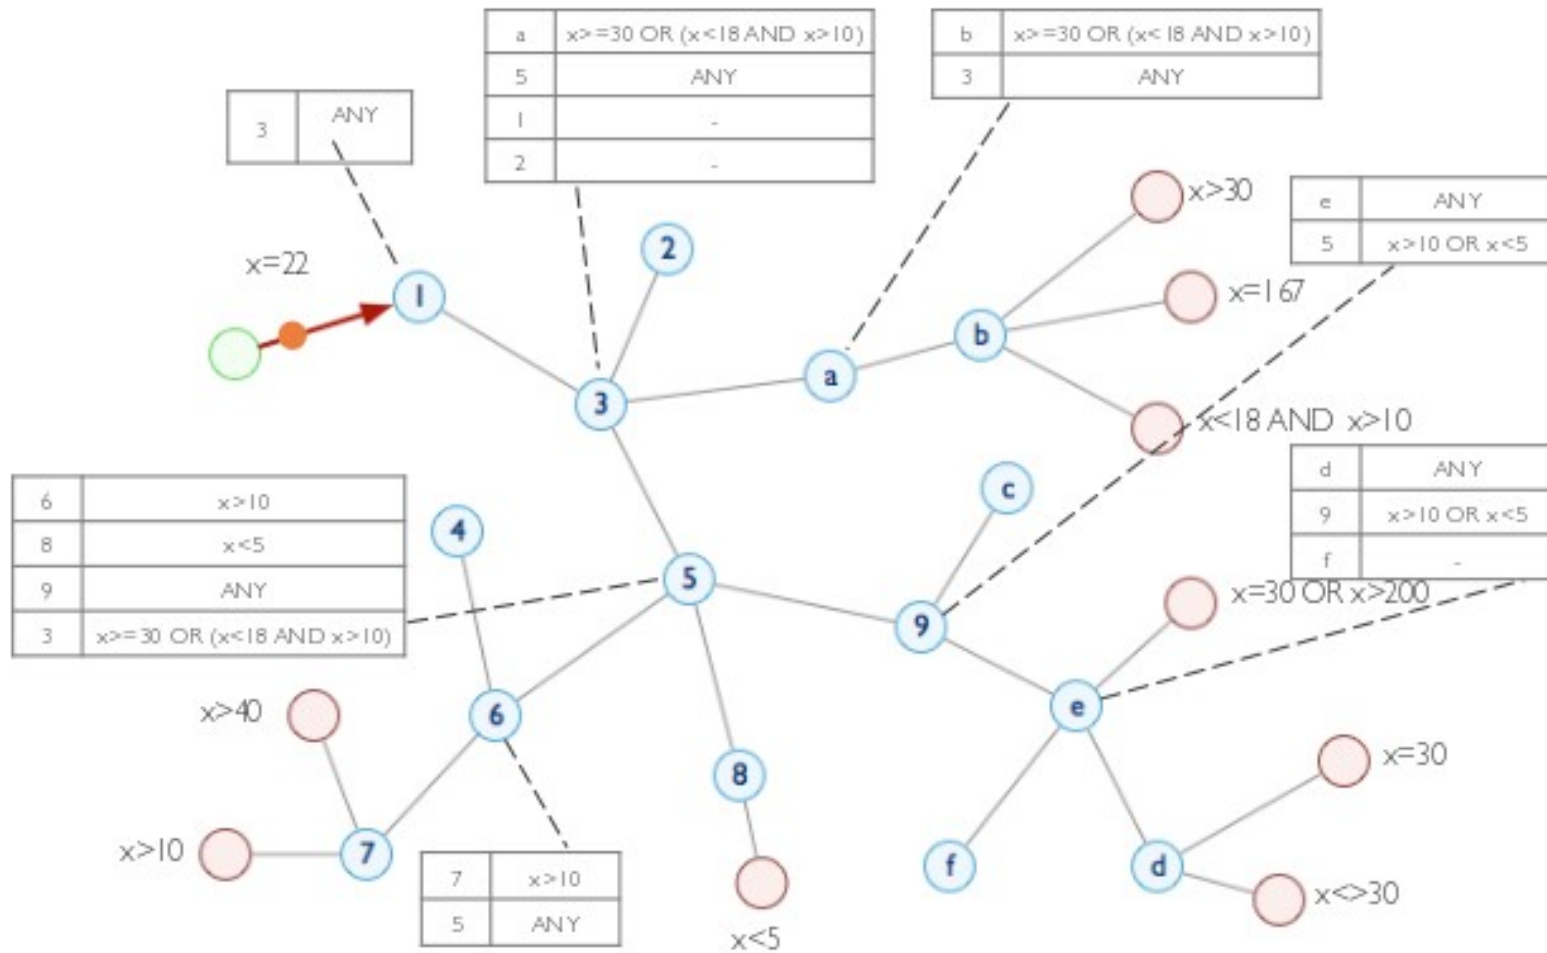 a x>=30 OR (x<18 AND x>10)
5 ANY
1 -
2 -
b x>=30 OR (x<18 AND x>10)
3 ANY
3 ANY
e ANY
5 x>10 OR x<5
x>30
x=22
2
1
x=167
b
a
3
x<18 AND x>10
d ANY
9 x>10 OR x<5
f -
c
6 x>10
8 x<5
9 ANY
3 x>=30 OR (x<18 AND x>10)
4
5
x=30 OR x>200
9
x>40
6
e
x=30
8
x>10
7
f
d
7 x>10
5 ANY
x<>30
x<5